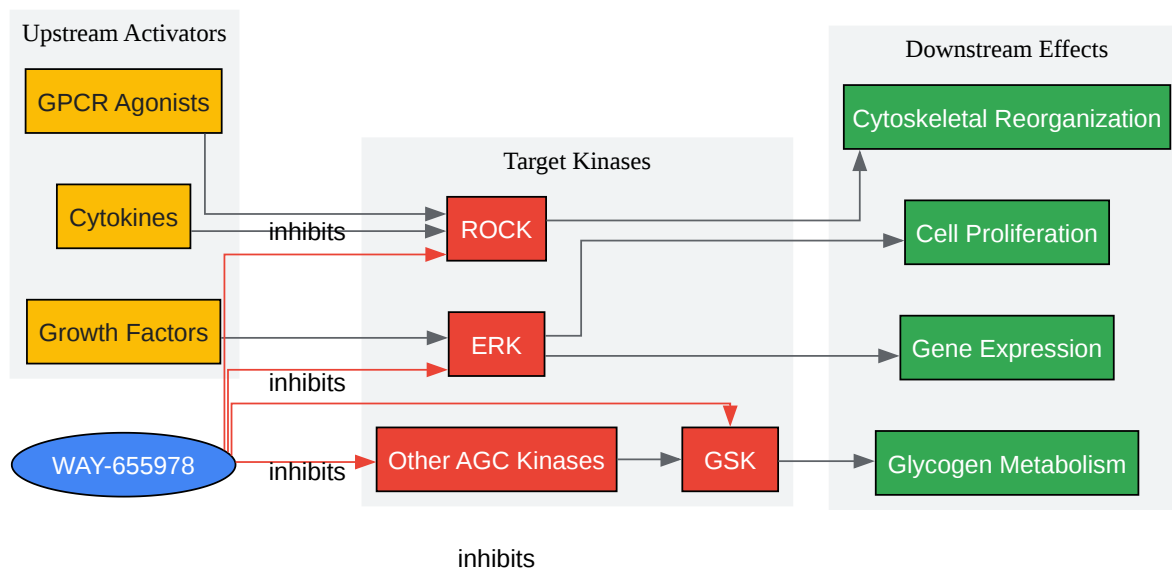 Upstream Activators
GPCR Agonists
Cytokines
Growth Factors
WAY-655978
inhibits
inhibits
inhibits
inhibits
Target Kinases
ROCK
ERK
Other AGC Kinases
GSK
Downstream Effects
Cytoskeletal Reorganization
Cell Proliferation
Gene Expression
Glycogen Metabolism